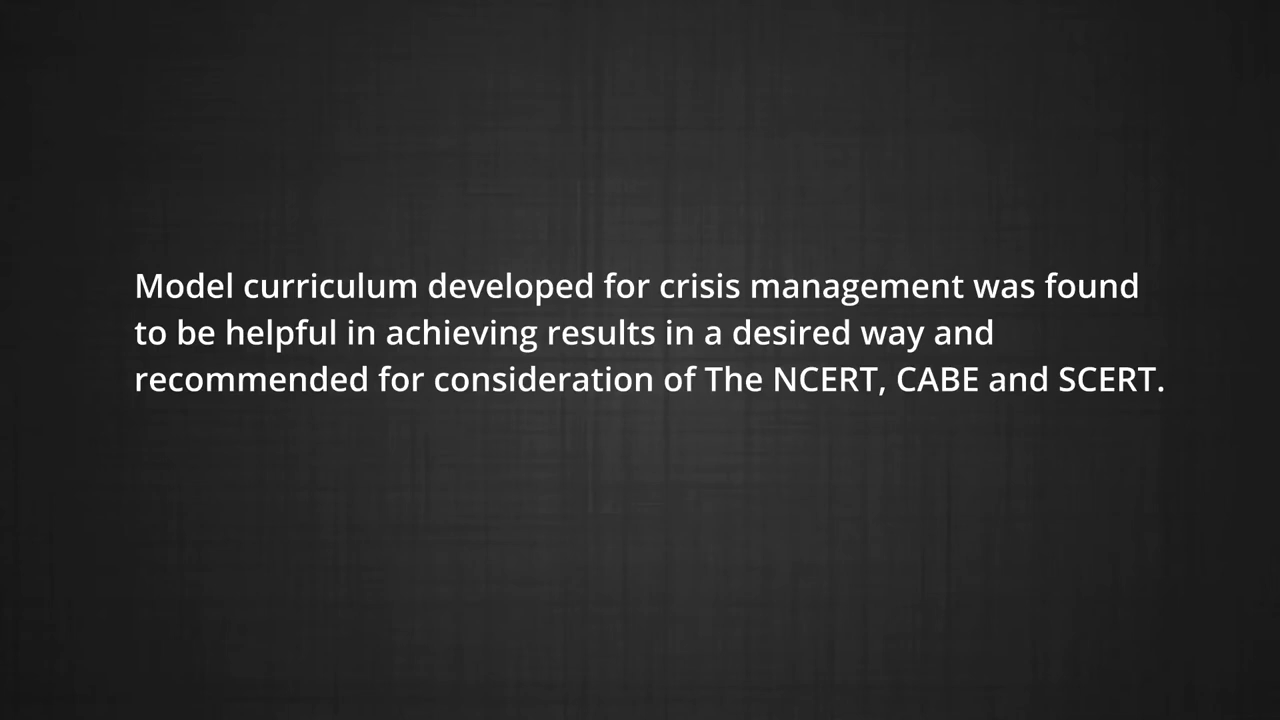 Model curriculum developed for crisis management was found
to be helpful in achieving results in a desired way and
recommended for consideration of The NCERT, CABE and SCERT.